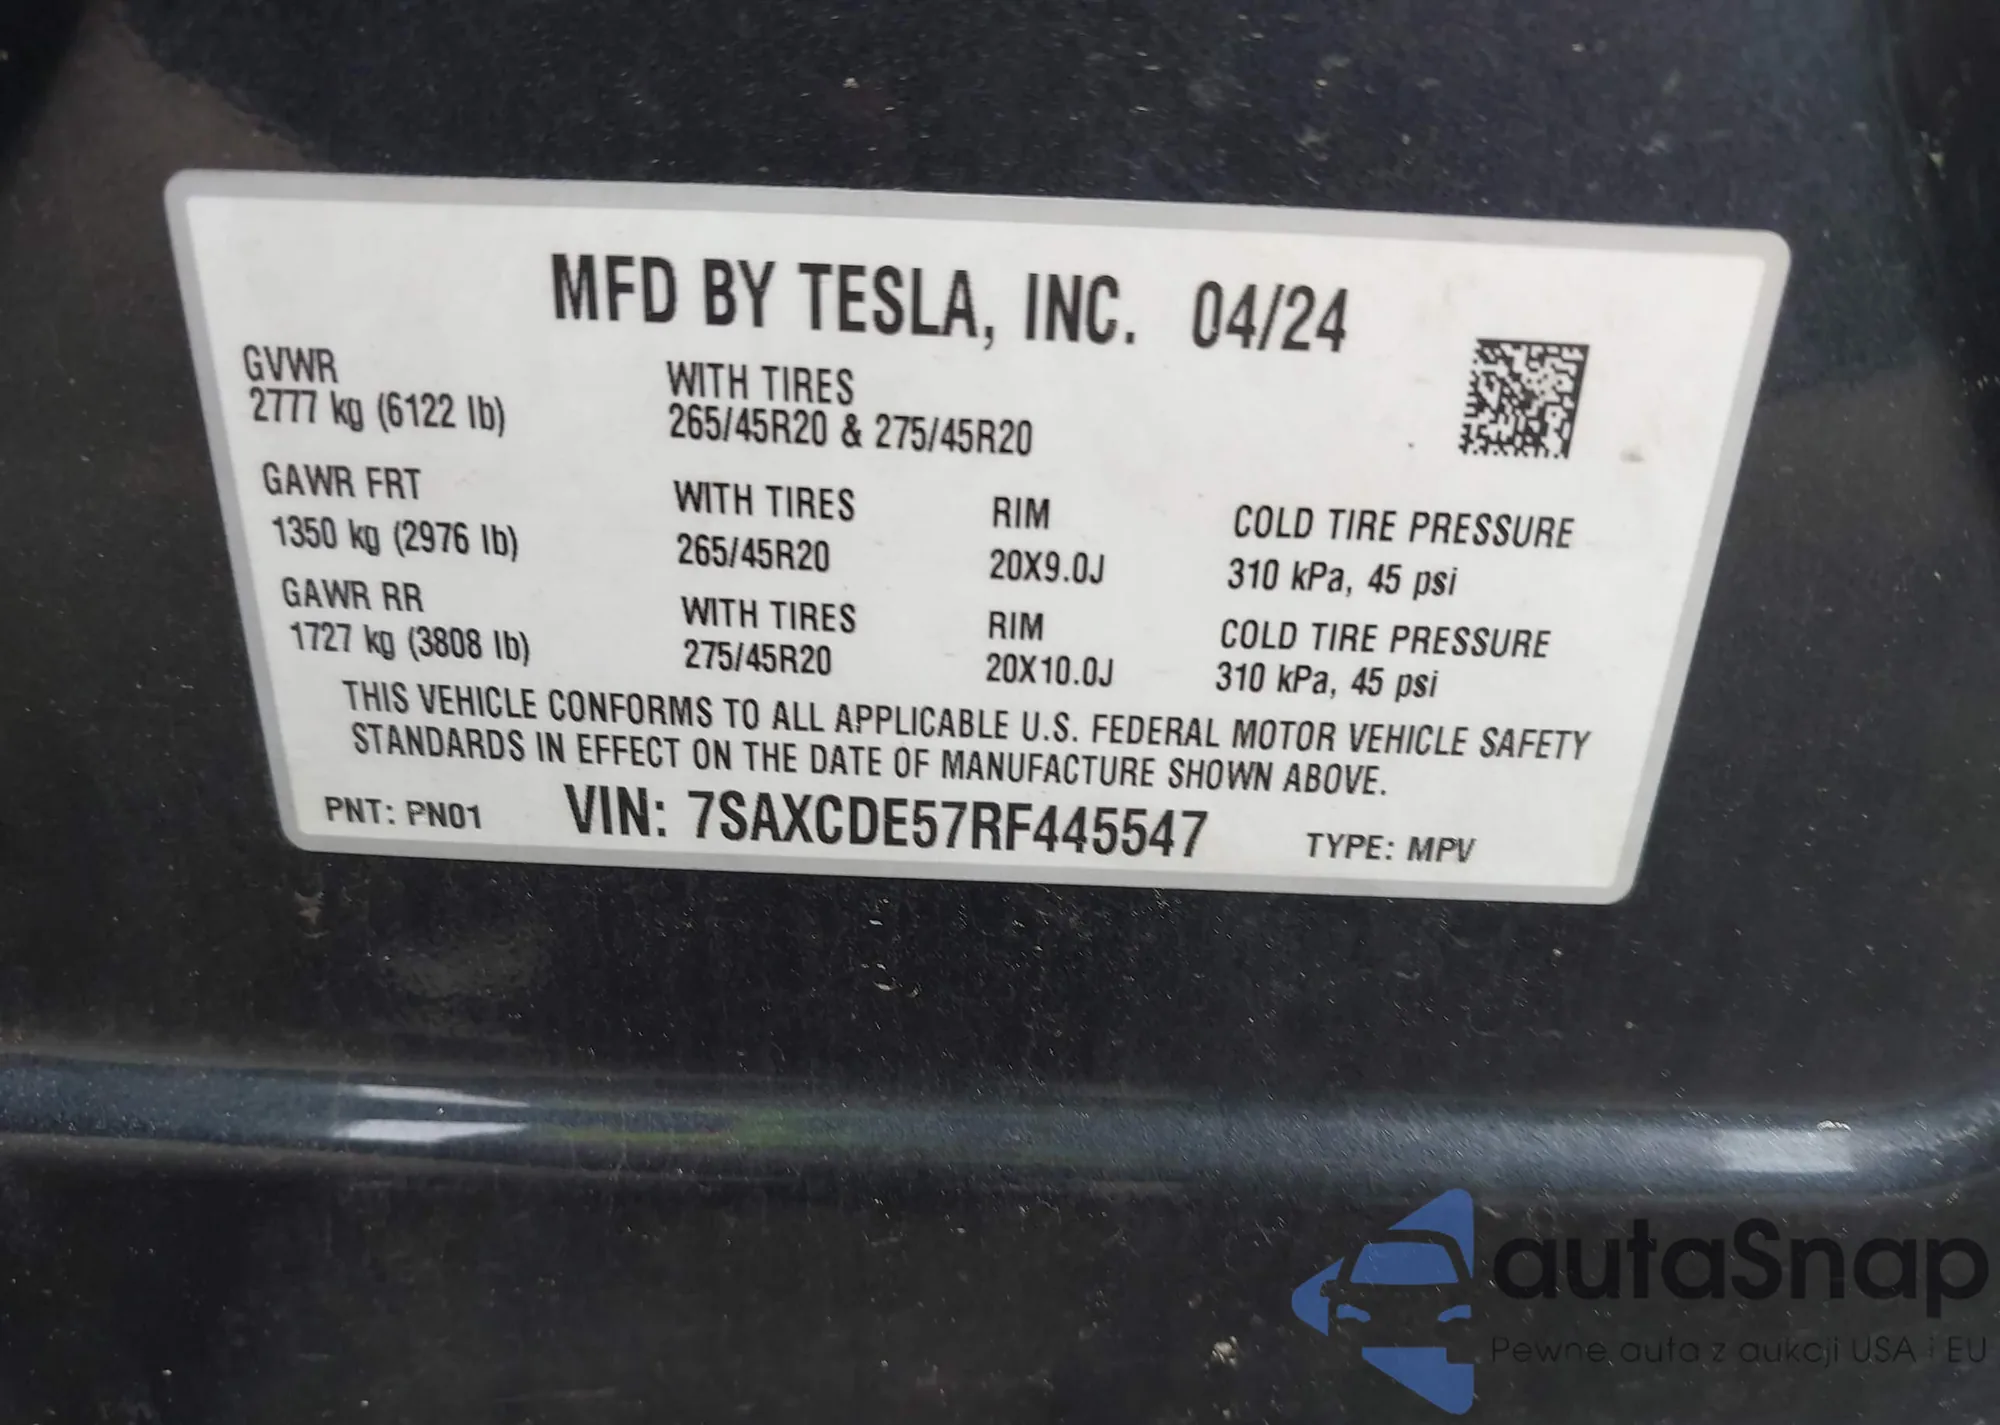 MFD BY TESLA, INC. 04/24
GVWR
2777 kg (6122 lb)
WITH TIRES
265/45R20 & 275/45R20
GAWR FRT
1350 kg (2976 lb)
WITH TIRES
265/45R20
RIM
20X9.0J
COLD TIRE PRESSURE
310 kPa, 45 psi
GAWR RR
1727 kg (3808 lb)
WITH TIRES
275/45R20
RIM
20X10.0J
COLD TIRE PRESSURE
310 kPa, 45 psi
THIS VEHICLE CONFORMS TO ALL APPLICABLE U.S. FEDERAL MOTOR VEHICLE SAFETY
STANDARDS IN EFFECT ON THE DATE OF MANUFACTURE SHOWN ABOVE.
PNT: PN01 VIN: 7SAXCDE57RF445547 TYPE: MPV
autaSnap
Pewne auta z aukcji USA i EU